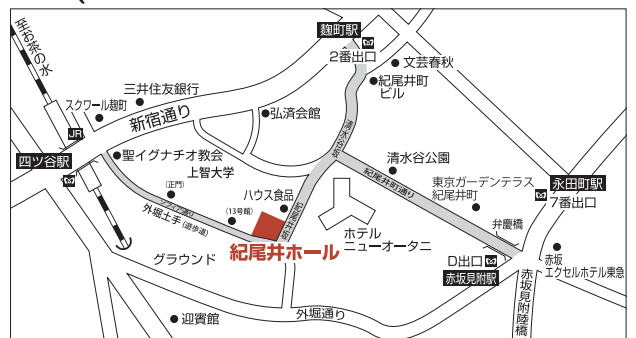 至お茶の水
麹町駅
2番出口
文芸春秋
紀尾井町
ビル
三井住友銀行
スクワール麹町
新宿通り
弘済会館
JR
四ツ谷駅
聖イグナチオ教会
上智大学
清水谷坂
清水谷公園
紀尾井町通り
東京ガーデンテラス
紀尾井町
永田町駅
7番出口
(正門)
ソフィア通り
外堀土手(遊歩道)
(13号館)
ハウス食品
紀尾井坂
紀尾井ホール
ホテル
ニューオータニ
弁慶橋
D出口
赤坂見附駅
赤坂
エクセルホテル東急
グラウンド
迎賓館
外堀通り
赤坂見附陸橋